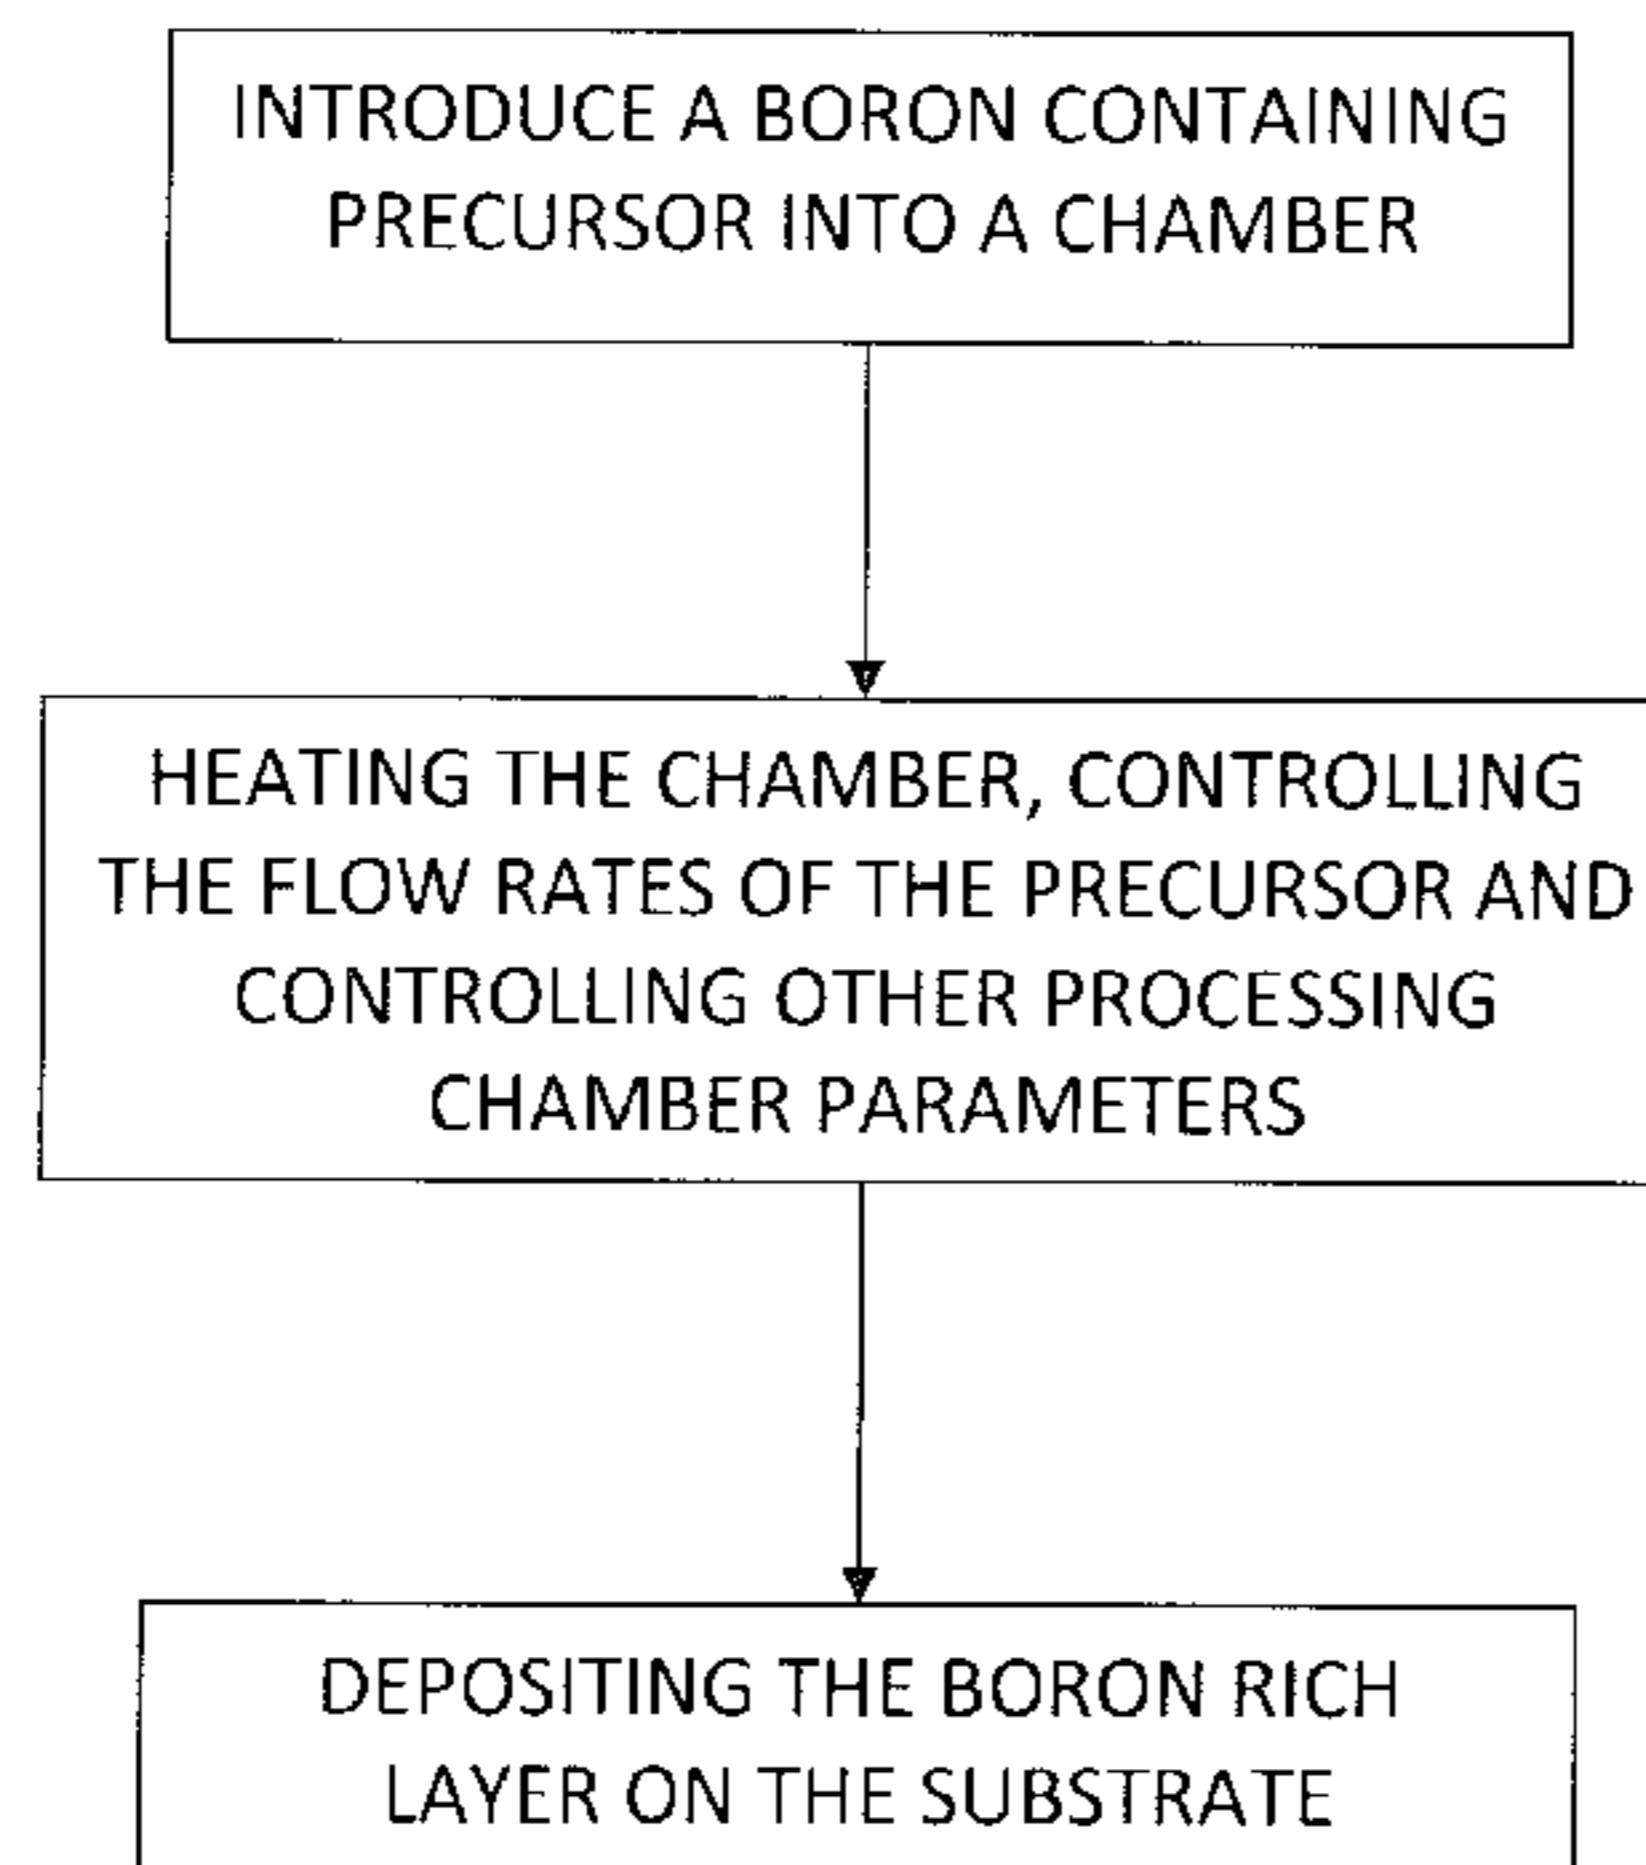 INTRODUCE A BORON CONTAINING
PRECURSOR INTO A CHAMBER
HEATING THE CHAMBER, CONTROLLING
THE FLOW RATES OF THE PRECURSOR AND
CONTROLLING OTHER PROCESSING
CHAMBER PARAMETERS
DEPOSITING THE BORON RICH
LAYER ON THE SUBSTRATE